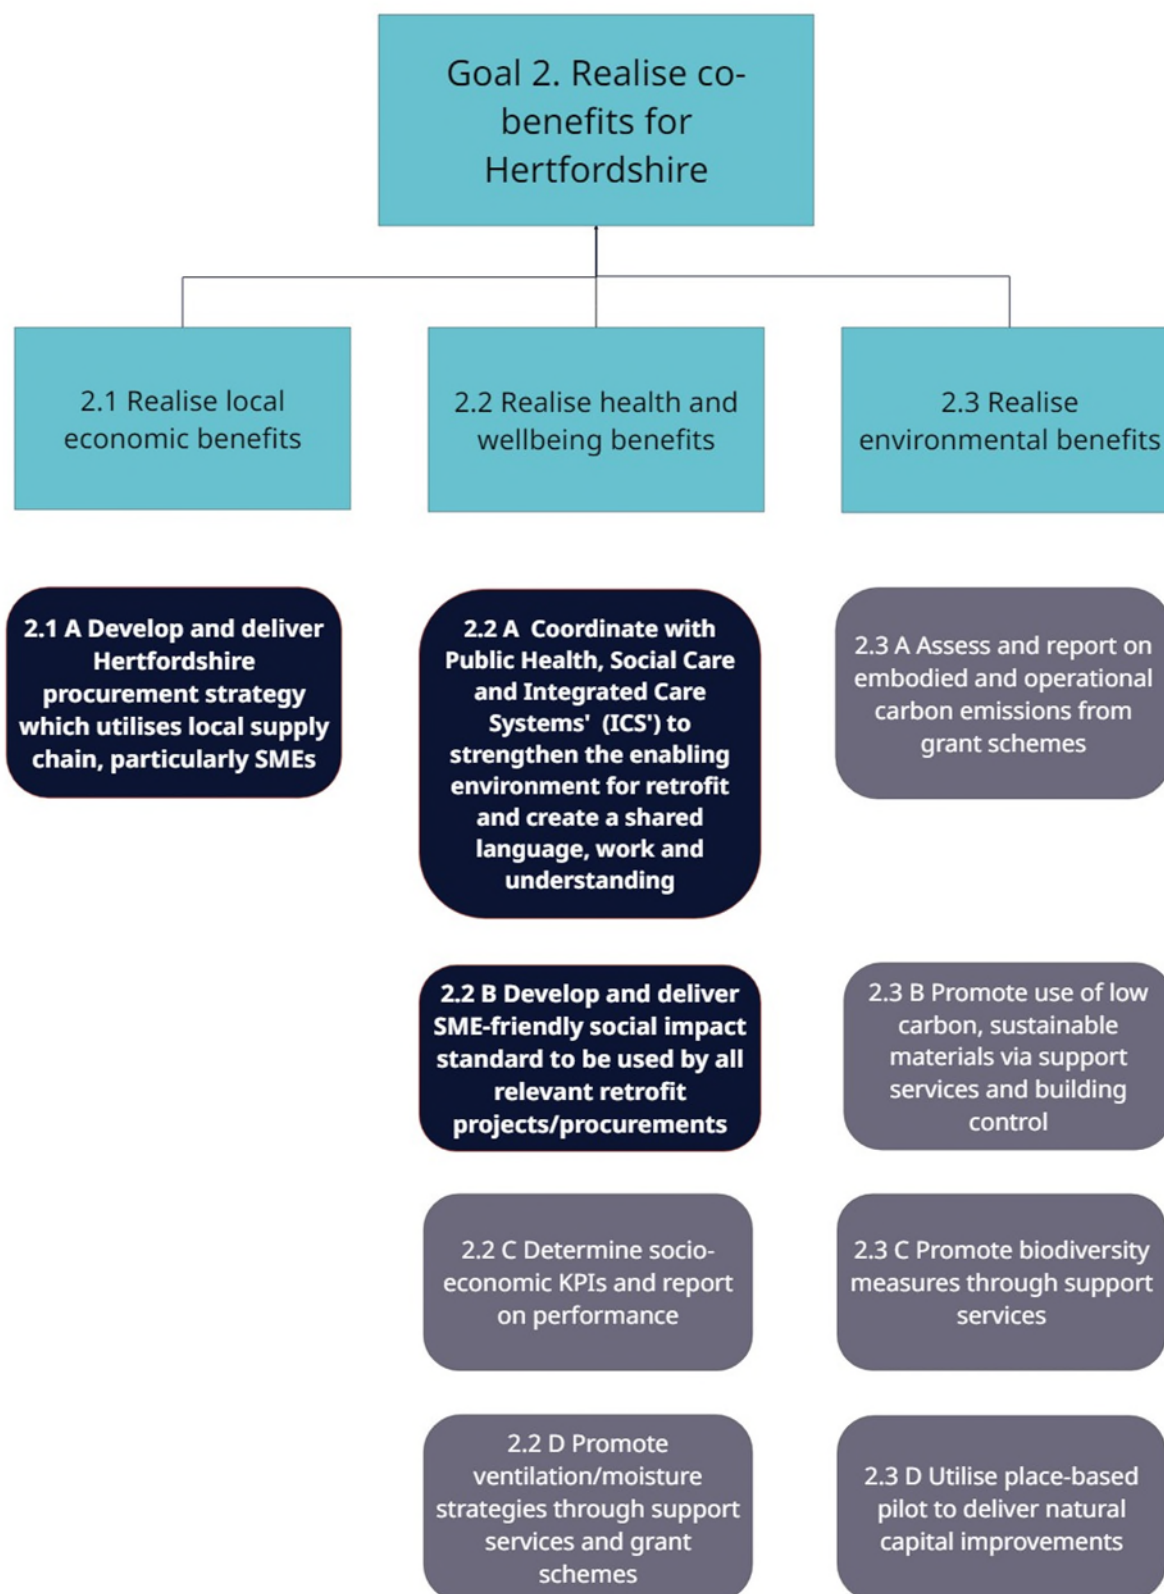 Goal 2. Realise co-
benefits for
Hertfordshire
2.1 Realise local
economic benefits
2.2 Realise health and
wellbeing benefits
2.3 Realise
environmental benefits
2.1 A Develop and deliver
Hertfordshire
procurement strategy
which utilises local supply
chain, particularly SMEs
2.2 A  Coordinate with
Public Health, Social Care
and Integrated Care
Systems'  (ICS') to
strengthen the enabling
environment for retrofit
and create a shared
language, work and
understanding
2.3 A Assess and report on
embodied and operational
carbon emissions from
grant schemes
2.2 B Develop and deliver
SME-friendly social impact
standard to be used by all
relevant retrofit
projects/procurements
2.3 B Promote use of low
carbon, sustainable
materials via support
services and building
control
2.2 C Determine socio-
economic KPIs and report
on performance
2.3 C Promote biodiversity
measures through support
services
2.2 D Promote
ventilation/moisture
strategies through support
services and grant
schemes
2.3 D Utilise place-based
pilot to deliver natural
capital improvements